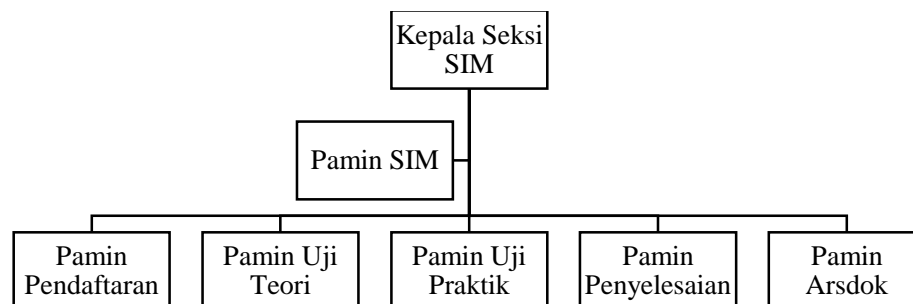 Kepala Seksi
SIM
Pamin SIM
Pamin
Pendaftaran
Pamin Uji
Teori
Pamin Uji
Praktik
Pamin
Penyelesaian
Pamin
Arsdok